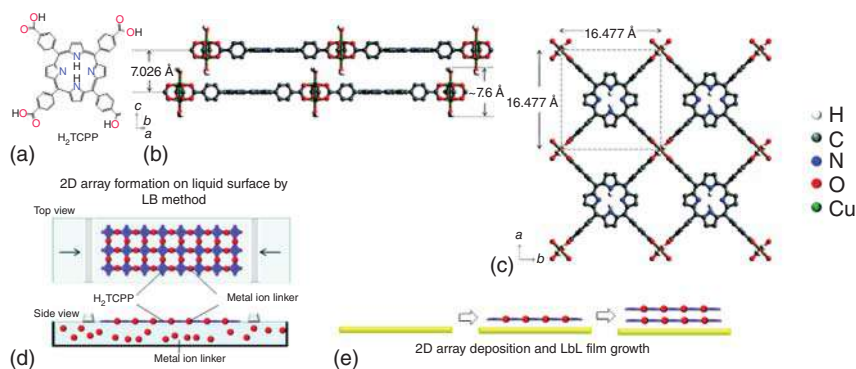 (a)
O
OH
HO
O
N
H
N
N
H
N
O
HO
OH
O
H2TCPP
(b)
7.026 Å
c
b
a
~7.6 Å
(c)
16.477 Å
16.477 Å
a
b
H
C
N
O
Cu
2D array formation on liquid surface by
LB method
Top view
H2TCPP
Metal ion linker
Side view
Metal ion linker
(d)
(e)
2D array deposition and LbL film growth